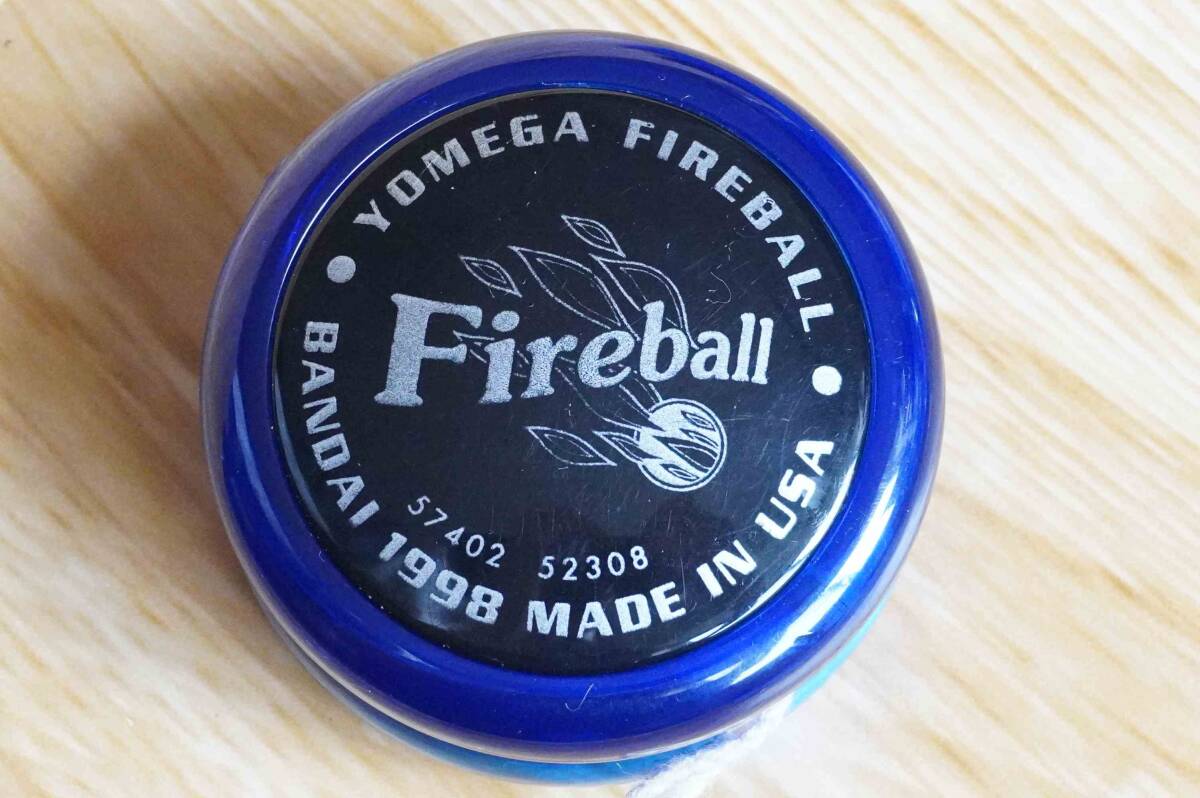 YOMEGA FIREBALL
Fireball
57402 52308
BANDAI 1998 MADE IN USA